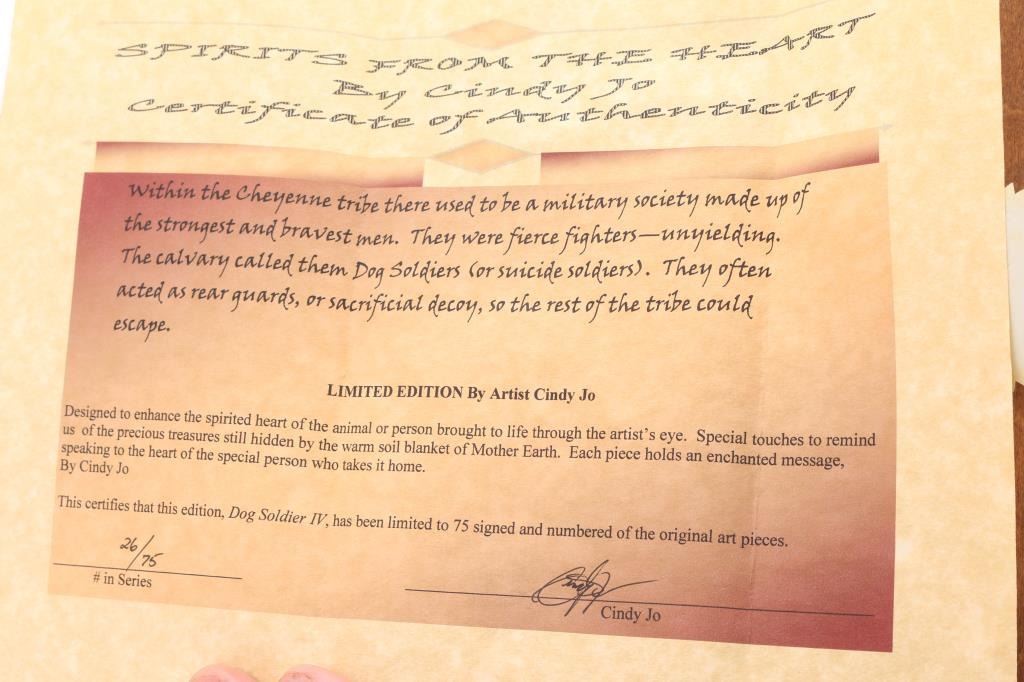 SPIRITS FROM THE HEART
By Cindy Jo
Certificate of Authenticity
Within the Cheyenne tribe there used to be a military society made up of
the strongest and bravest men. They were fierce fighters—unyielding.
The calvary called them Dog Soldiers (or suicide soldiers). They often
acted as rear guards, or sacrificial decoy, so the rest of the tribe could
escape.
LIMITED EDITION By Artist Cindy Jo
Designed to enhance the spirited heart of the animal or person brought to life through the artist's eye. Special touches to remind
us of the precious treasures still hidden by the warm soil blanket of Mother Earth. Each piece holds an enchanted message,
speaking to the heart of the special person who takes it home.
By Cindy Jo
This certifies that this edition, Dog Soldier IV, has been limited to 75 signed and numbered of the original art pieces.
26/75
# in Series
Cindy Jo
Cindy Jo